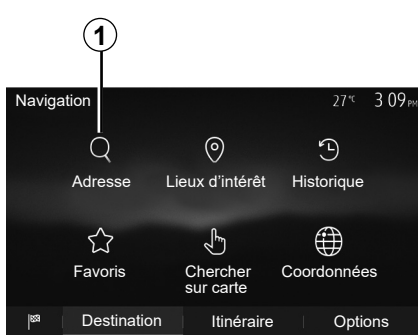 1
Navigation 27°C 3 09 PM
Adresse Lieux d'intérêt Historique
Favoris Chercher sur carte Coordonnées
Destination Itinéraire Options